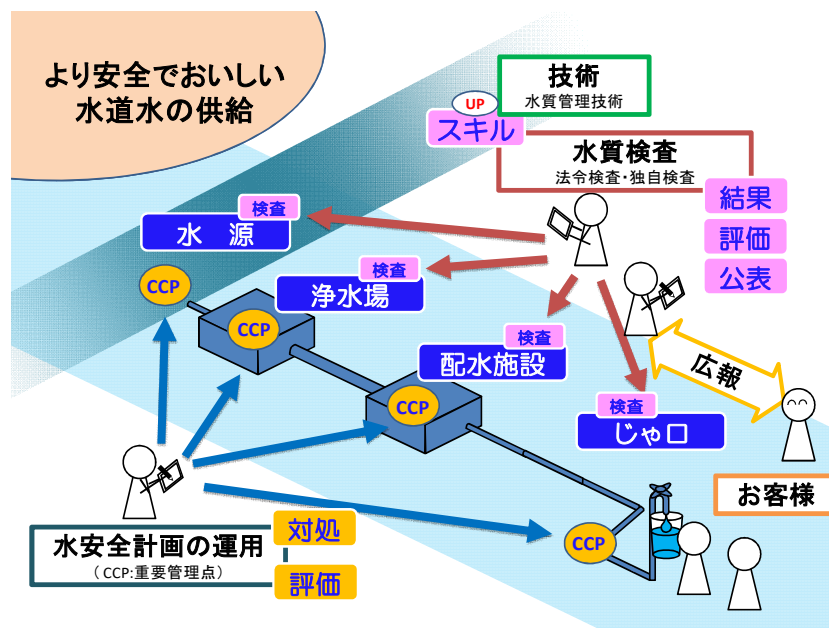 より安全でおいしい
水道水の供給
技術
水質管理技術
UP
スキル
水質検査
法令検査・独自検査
結果
評価
公表
検査
水　源
検査
浄水場
CCP
CCP
検査
配水施設
CCP
広報
検査
じゃ口
お客様
CCP
水安全計画の運用
（CCP:重要管理点）
対処
評価